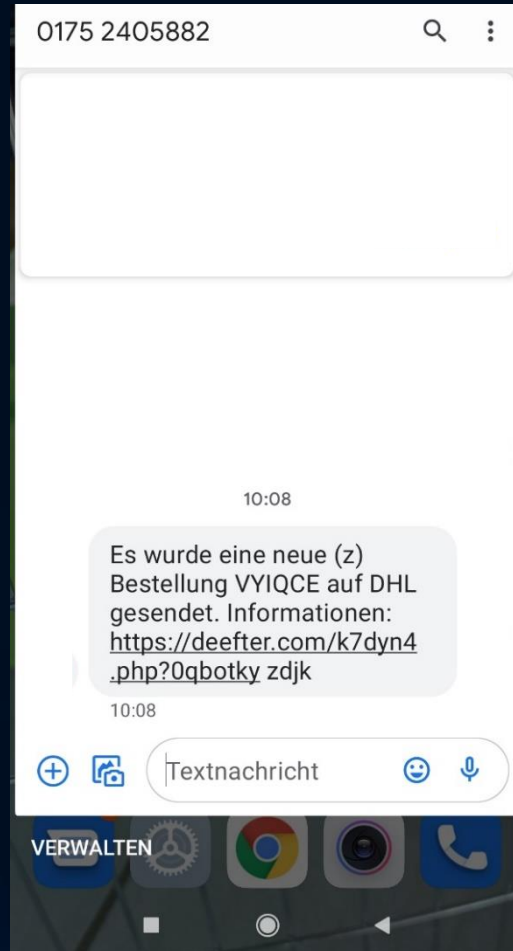 0175 2405882
10:08
Es wurde eine neue (z)
Bestellung VYIQCE auf DHL
gesendet. Informationen:
https://deefter.com/k7dyn4
.php?0qbotky zdjk
10:08
Textnachricht
VERWALTEN